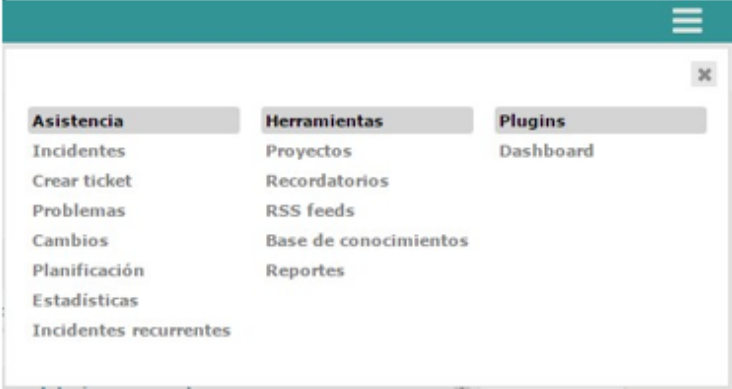 Asistencia
Incidentes
Crear ticket
Problemas
Cambios
Planificación
Estadísticas
Incidentes recurrentes
Herramientas
Proyectos
Recordatorios
RSS feeds
Base de conocimientos
Reportes
Plugins
Dashboard